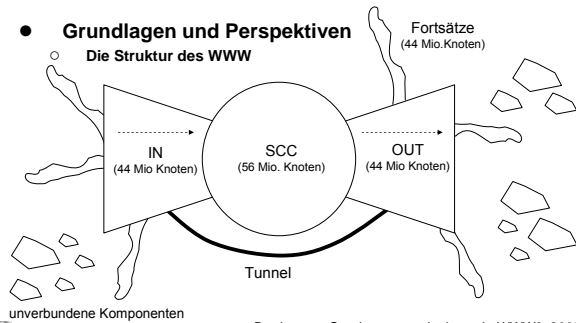 ● Grundlagen und Perspektiven
○ Die Struktur des WWW
Fortsätze
(44 Mio.Knoten)
IN
(44 Mio Knoten)
SCC
(56 Mio. Knoten)
OUT
(44 Mio Knoten)
Tunnel
unverbundene Komponenten